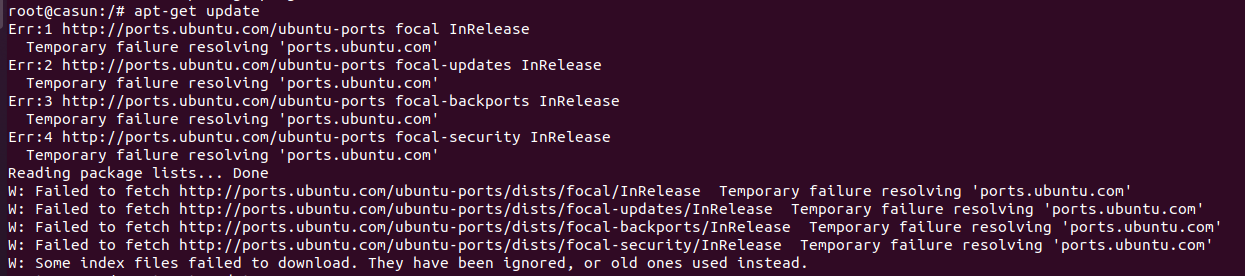 root@casun:/# apt-get update
Err:1 http://ports.ubuntu.com/ubuntu-ports focal InRelease
  Temporary failure resolving 'ports.ubuntu.com'
Err:2 http://ports.ubuntu.com/ubuntu-ports focal-updates InRelease
  Temporary failure resolving 'ports.ubuntu.com'
Err:3 http://ports.ubuntu.com/ubuntu-ports focal-backports InRelease
  Temporary failure resolving 'ports.ubuntu.com'
Err:4 http://ports.ubuntu.com/ubuntu-ports focal-security InRelease
  Temporary failure resolving 'ports.ubuntu.com'
Reading package lists... Done
W: Failed to fetch http://ports.ubuntu.com/ubuntu-ports/dists/focal/InRelease  Temporary failure resolving 'ports.ubuntu.com'
W: Failed to fetch http://ports.ubuntu.com/ubuntu-ports/dists/focal-updates/InRelease  Temporary failure resolving 'ports.ubuntu.com'
W: Failed to fetch http://ports.ubuntu.com/ubuntu-ports/dists/focal-backports/InRelease  Temporary failure resolving 'ports.ubuntu.com'
W: Failed to fetch http://ports.ubuntu.com/ubuntu-ports/dists/focal-security/InRelease  Temporary failure resolving 'ports.ubuntu.com'
W: Some index files failed to download. They have been ignored, or old ones used instead.